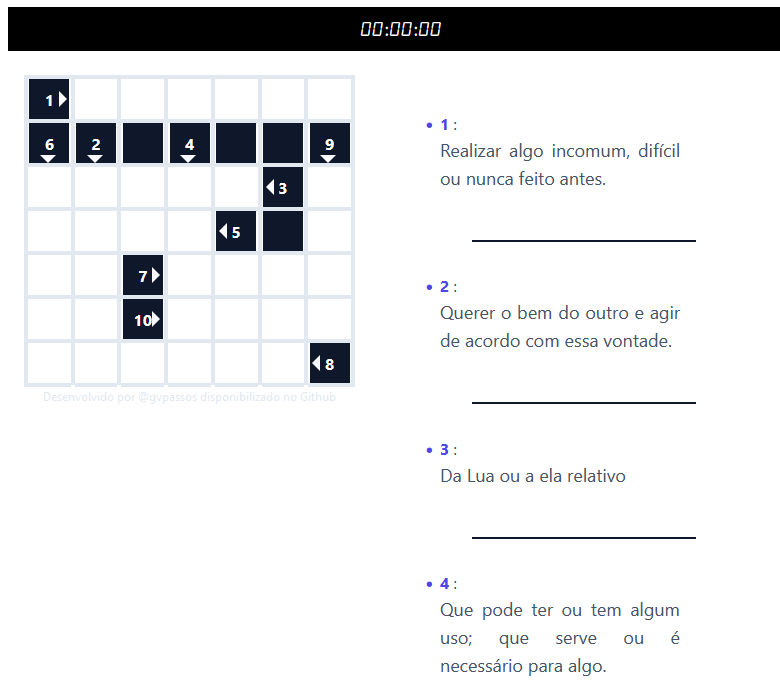 00:00:00
1
6 2 4 9
3
5
7
10
8
Desenvolvido por @gvpassos disponibilizado no Github
1 :
Realizar algo incomum, difícil
ou nunca feito antes.
2 :
Querer o bem do outro e agir
de acordo com essa vontade.
3 :
Da Lua ou a ela relativo
4 :
Que pode ter ou tem algum
uso; que serve ou é
necessário para algo.